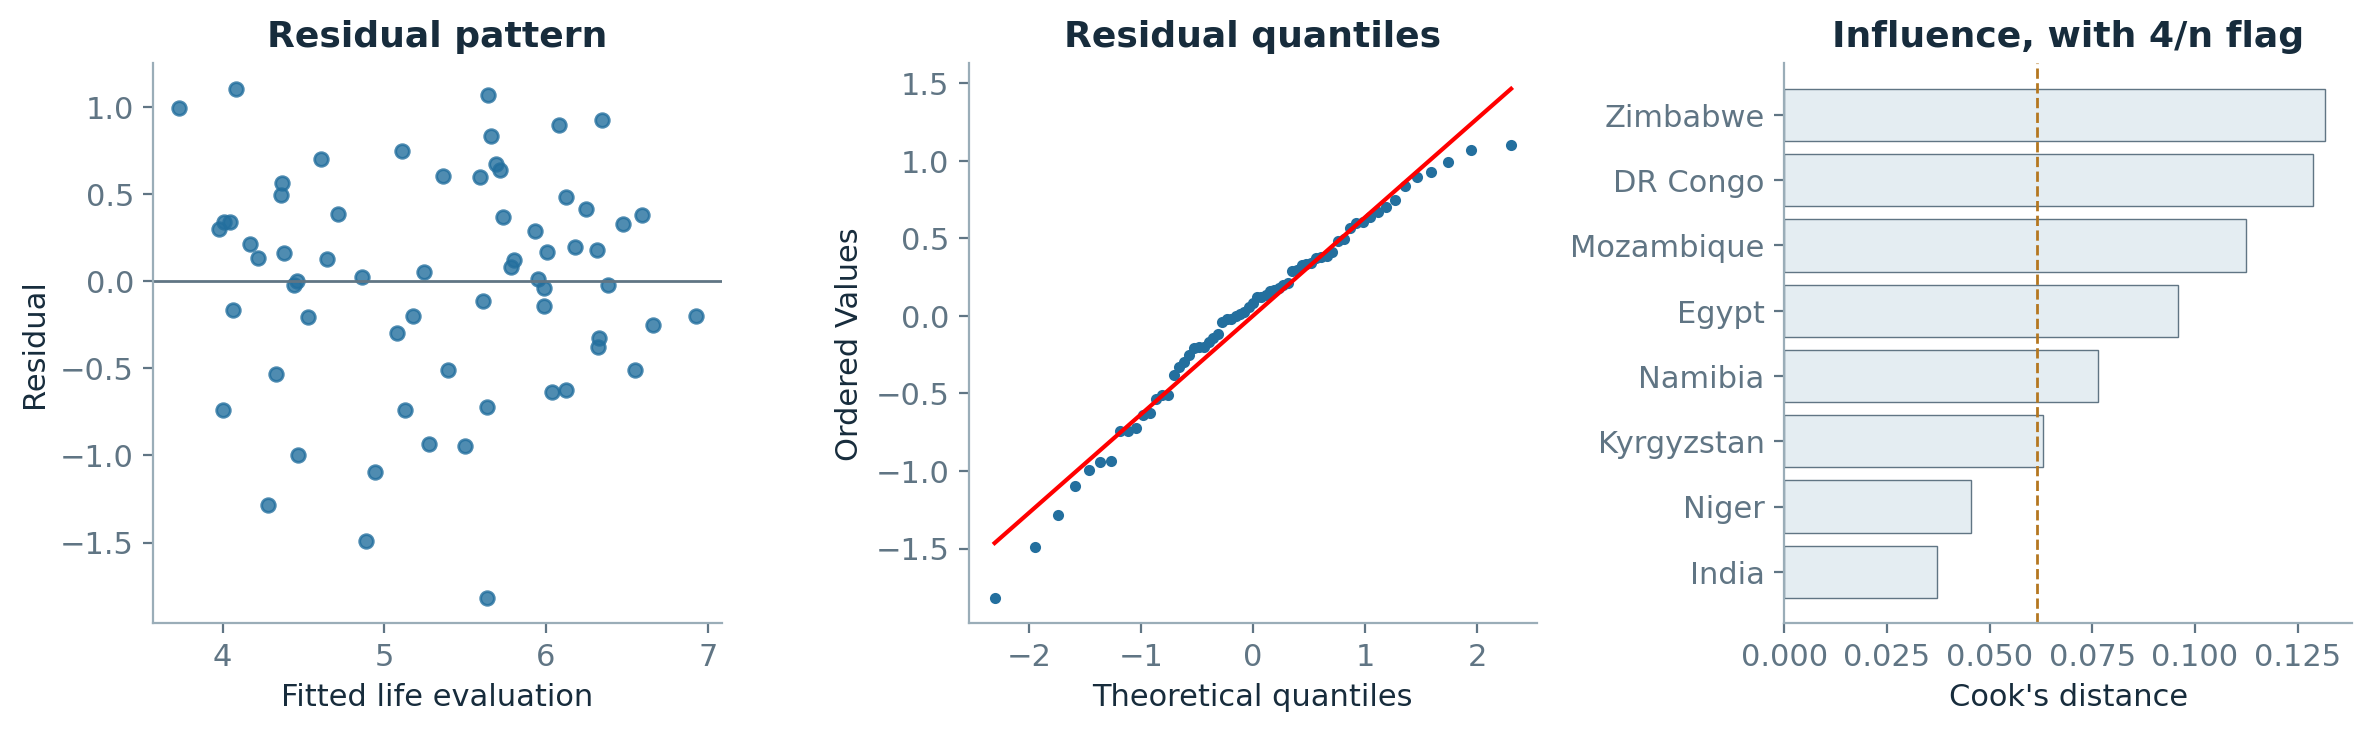 Residual pattern
1.0
0.5
0.0
−0.5
−1.0
−1.5
Residual
4 5 6 7
Fitted life evaluation
Residual quantiles
1.5
1.0
0.5
0.0
−0.5
−1.0
−1.5
Ordered Values
−2 −1 0 1 2
Theoretical quantiles
Influence, with 4/n flag
Zimbabwe
DR Congo
Mozambique
Egypt
Namibia
Kyrgyzstan
Niger
India
0.000 0.025 0.050 0.075 0.100 0.125
Cook's distance